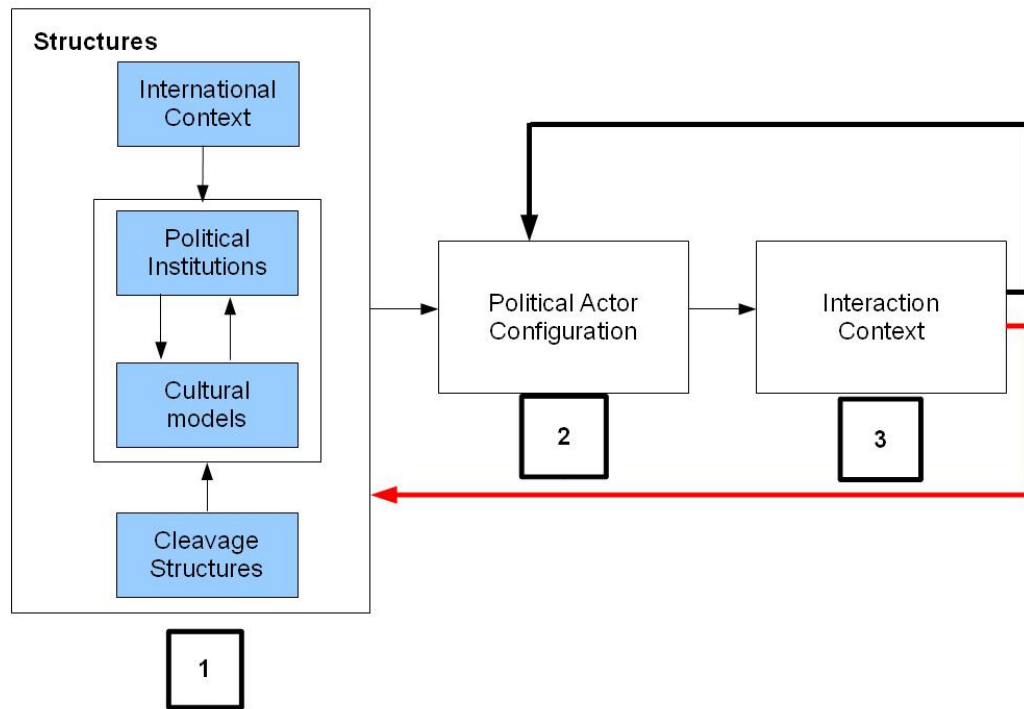 Structures
International
Context
Political
Institutions
Cultural
models
Cleavage
Structures
1
Political Actor
Configuration
2
Interaction
Context
3